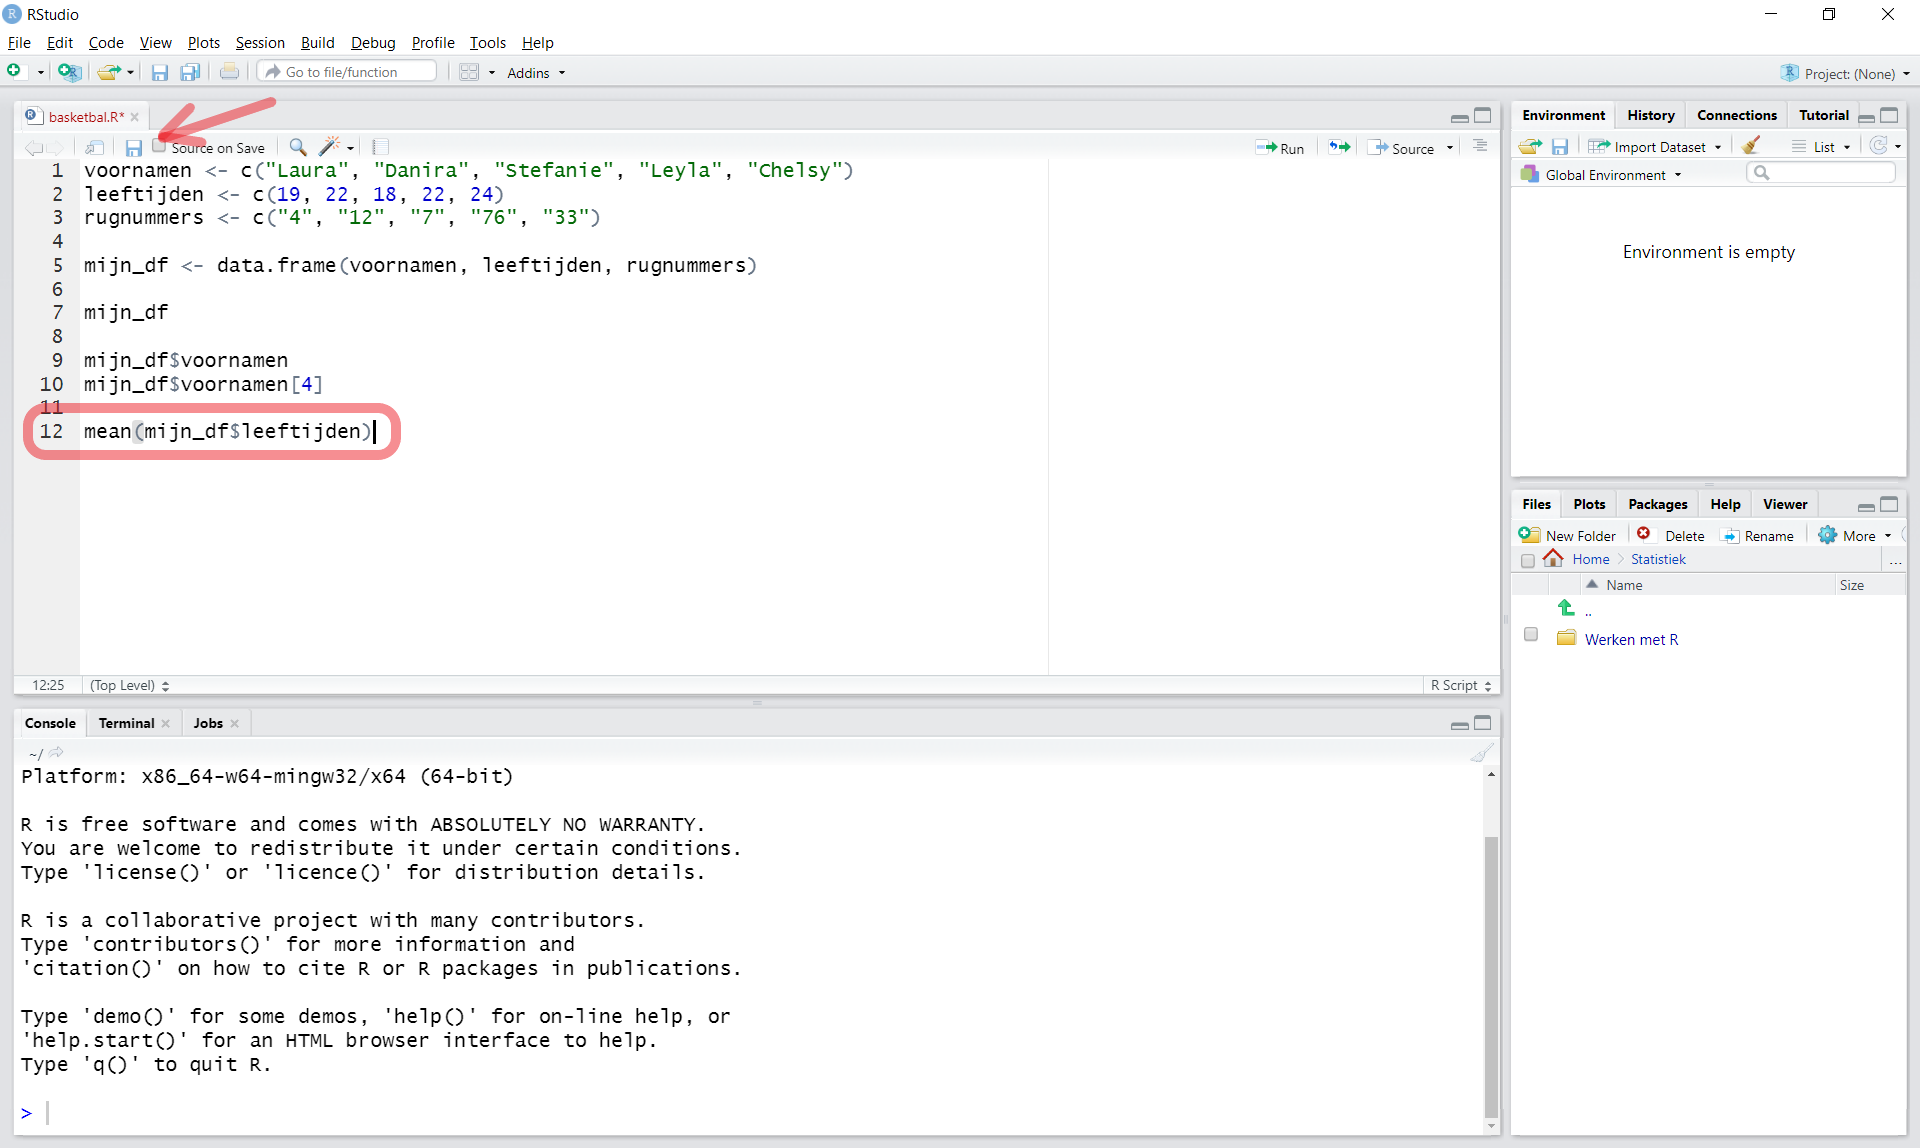 RStudio
File Edit Code View Plots Session Build Debug Profile Tools Help
Go to file/function Addins Project: (None)
basketbal.R*
Source on Save Run Source
1 voornamen <- c("Laura", "Danira", "Stefanie", "Leyla", "Chelsy")
2 leeftijden <- c(19, 22, 18, 22, 24)
3 rugnummers <- c("4", "12", "7", "76", "33")
4
5 mijn_df <- data.frame(voornamen, leeftijden, rugnummers)
6
7 mijn_df
8
9 mijn_df$voornamen
10 mijn_df$voornamen[4]
11
12 mean(mijn_df$leeftijden)
12:25 (Top Level) R Script
Console Terminal Jobs
~/
Platform: x86_64-w64-mingw32/x64 (64-bit)
R is free software and comes with ABSOLUTELY NO WARRANTY.
You are welcome to redistribute it under certain conditions.
Type 'license()' or 'licence()' for distribution details.
R is a collaborative project with many contributors.
Type 'contributors()' for more information and
'citation()' on how to cite R or R packages in publications.
Type 'demo()' for some demos, 'help()' for on-line help, or
'help.start()' for an HTML browser interface to help.
Type 'q()' to quit R.
>
Environment History Connections Tutorial
Import Dataset List
Global Environment
Environment is empty
Files Plots Packages Help Viewer
New Folder Delete Rename More
Home Statistiek ...
Name Size
..
Werken met R